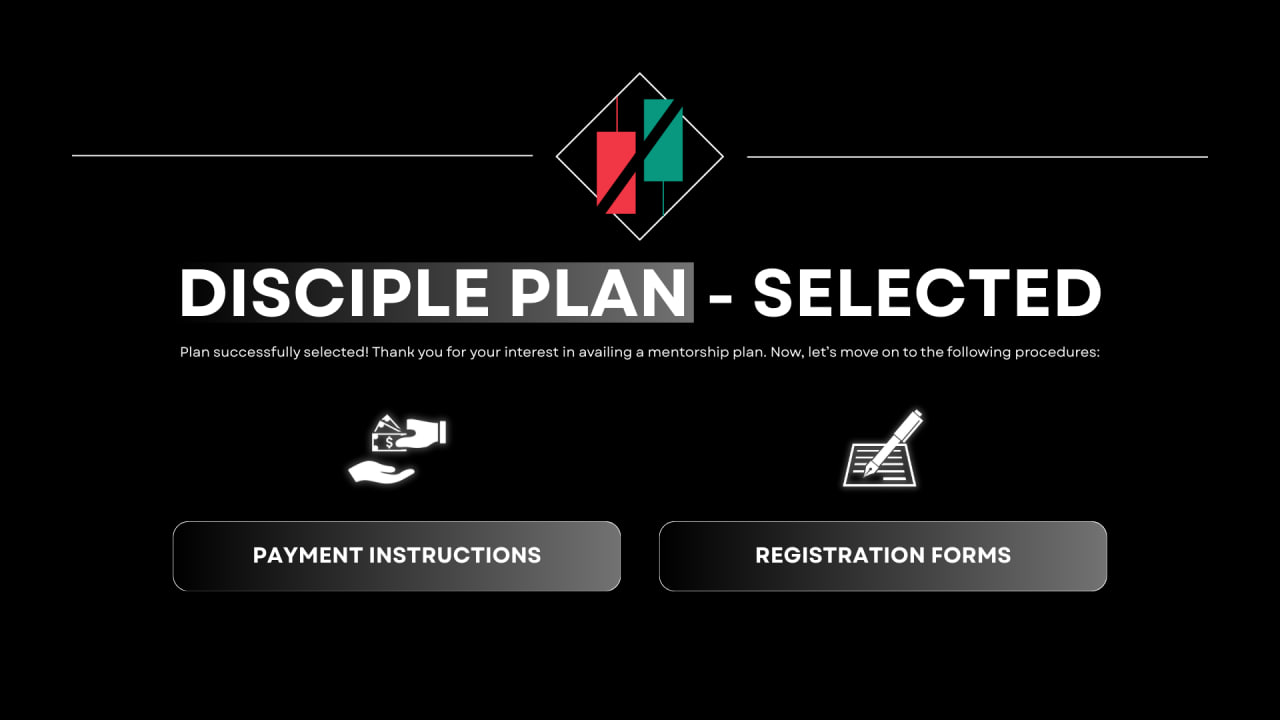 DISCIPLE PLAN - SELECTED
Plan successfully selected! Thank you for your interest in availing a mentorship plan. Now, let's move on to the following procedures:
$
PAYMENT INSTRUCTIONS
REGISTRATION FORMS